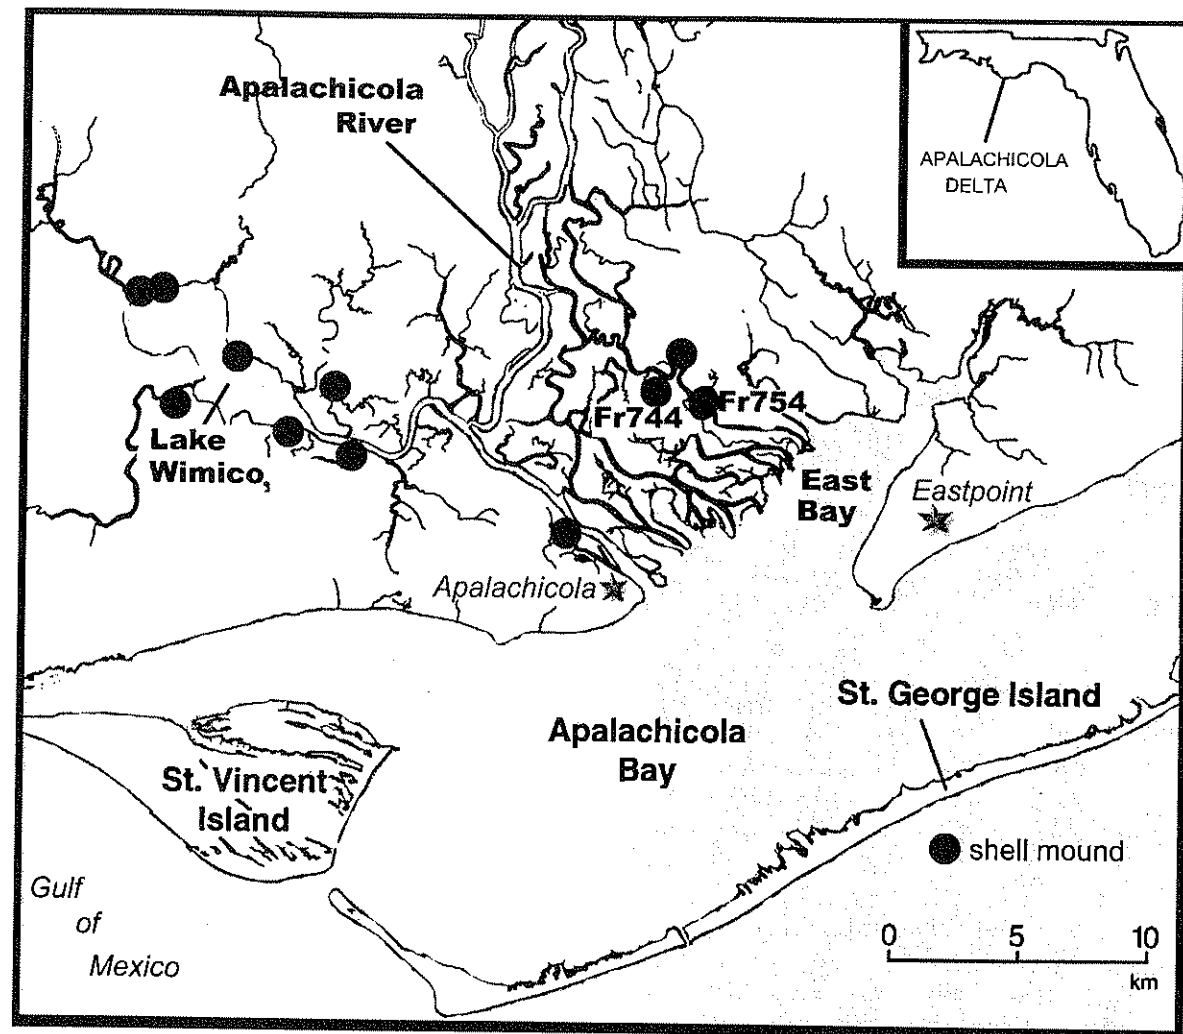 Apalachicola
River
APALACHICOLA
DELTA
Fr744
Fr754
Lake
Wimico
East
Bay
Eastpoint
Apalachicola
St. George Island
Apalachicola
Bay
St. Vincent
Island
shell mound
Gulf
of
Mexico
0 5 10
km